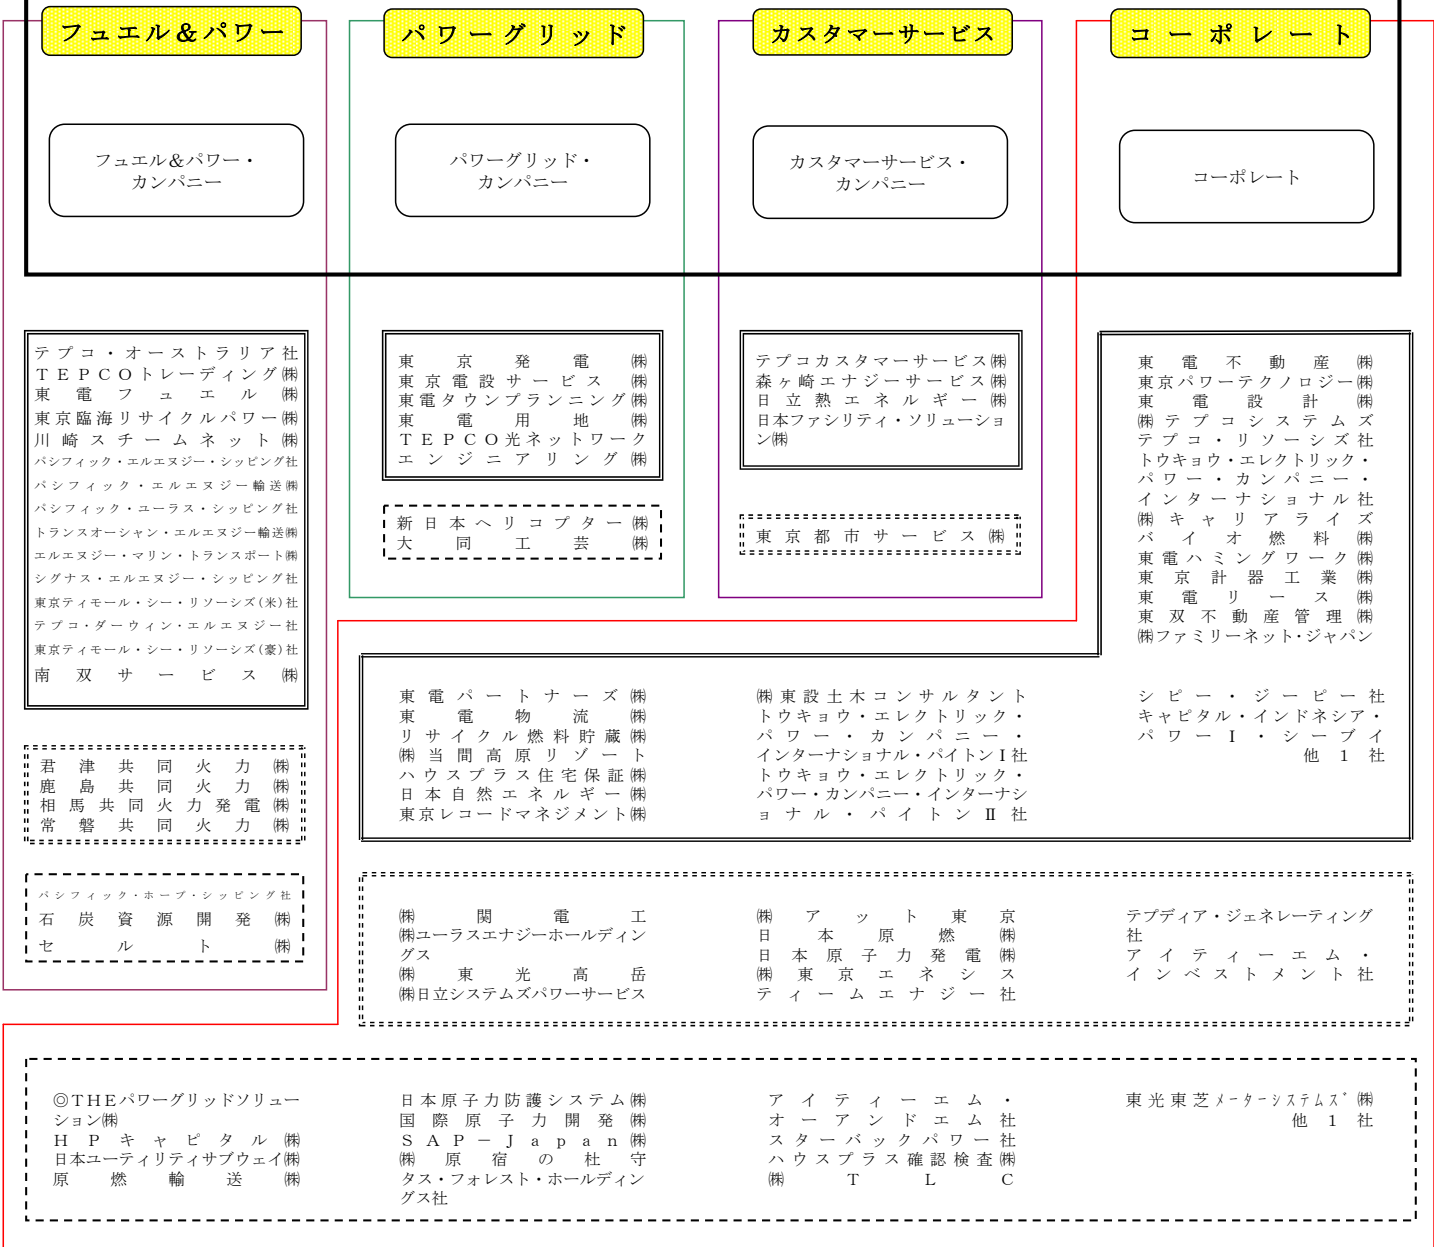 フュエル&パワー
パワーグリッド
カスタマーサービス
コーポレート
フュエル&パワー・
カンパニー
パワーグリッド・
カンパニー
カスタマーサービス・
カンパニー
コーポレート
テプコ・オーストラリア社
TEPCOトレーディング㈱
東電フュエル㈱
東京臨海リサイクルパワー㈱
川崎スチームネット㈱
パシフィック・エルエヌジー・シッピング社
パシフィック・エルエヌジー輸送㈱
パシフィック・ユーラス・シッピング社
トランスオーシャン・エルエヌジー輸送㈱
エルエヌジー・マリン・トランスポート㈱
シグナス・エルエヌジー・シッピング社
東京ティモール・シー・リソーシズ(米)社
テプコ・ダーウィン・エルエヌジー社
東京ティモール・シー・リソーシズ(豪)社
南双サービス㈱
君津共同火力㈱
鹿島共同火力㈱
相馬共同火力発電㈱
常磐共同火力㈱
パシフィック・ホープ・シッピング社
石炭資源開発㈱
セルト㈱
東京発電㈱
東京電設サービス㈱
東電タウンプランニング㈱
東電用地㈱
TEPCO光ネットワーク
エンジニアリング㈱
新日本ヘリコプター㈱
大同工芸㈱
テプコカスタマーサービス㈱
森ヶ崎エナジーサービス㈱
日立熱エネルギー㈱
日本ファシリティ・ソリューショ
ン㈱
東京都市サービス㈱
東電不動産㈱
東京パワーテクノロジー㈱
東電設計㈱
㈱テプコシステムズ
テプコ・リソーシズ社
トウキョウ・エレクトリック・
パワー・カンパニー・
インターナショナル社
㈱キャリアライズ
バイオ燃料㈱
東電ハミングワーク㈱
東京計器工業㈱
東電リース㈱
東双不動産管理㈱
㈱ファミリーネット・ジャパン
東電パートナーズ㈱
東電物流㈱
リサイクル燃料貯蔵㈱
㈱当間高原リゾート
ハウスプラス住宅保証㈱
日本自然エネルギー㈱
東京レコードマネジメント㈱
㈱東設土木コンサルタント
トウキョウ・エレクトリック・
パワー・カンパニー・
インターナショナル・パイトンI社
トウキョウ・エレクトリック・
パワー・カンパニー・インターナシ
ョナル・パイトンⅡ社
シピー・ジーピー社
キャピタル・インドネシア・
パワーI・シーブイ
他1社
㈱関電工
㈱ユーラスエナジーホールディン
グス
㈱東光高岳
㈱日立システムズパワーサービス
㈱アット東京
日本原燃㈱
日本原子力発電㈱
㈱東京エネシス
ティームエナジー社
テプディア・ジェネレーティング
社
アイティーエム・
インベストメント社
◎THEパワーグリッドソリュー
ション㈱
HPキャピタル㈱
日本ユーティリティサブウェイ㈱
原燃輸送㈱
日本原子力防護システム㈱
国際原子力開発㈱
SAP－Japan㈱
㈱原宿の杜守
タス・フォレスト・ホールディン
グス社
アイティーエム・
オーアンドエム社
スターバックパワー社
ハウスプラス確認検査㈱
㈱TLC
東光東芝ﾒｰﾀｰｼｽﾃﾑｽﾞ㈱
他1社